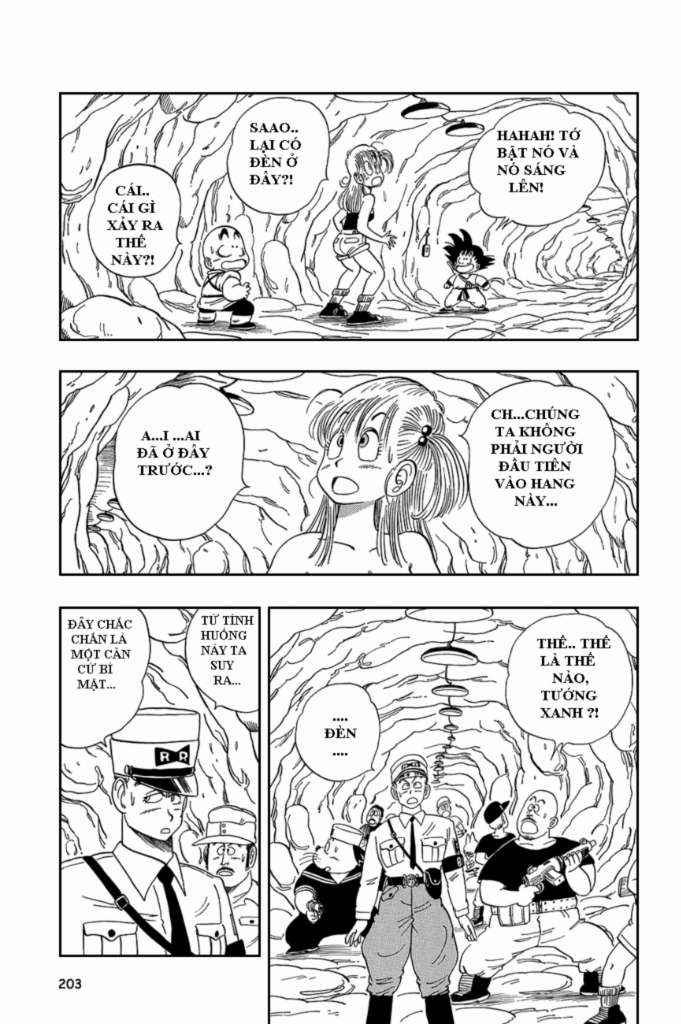 HAHAH! TỚ
BẬT NÓ VÀ
NÓ SÁNG
LÊN!
SAAO..
LẠI CÓ
ĐÈN Ở
ĐÂY?!
CÁI..
CÁI GÌ
XẢY RA
THẾ
NÀY?!
CH...CHÚNG
TA KHÔNG
PHẢI NGƯỜI
ĐẦU TIÊN
VÀO HANG
NÀY...
A...I ...AI
ĐÃ Ở ĐÂY
TRƯỚC...?
THẾ.. THẾ
LÀ THẾ
NÀO,
TƯỚNG
XANH ?!
....
ĐÈN
....
TỪ TÌNH
HUỐNG
NÀY TA
SUY
RA...
ĐÂY CHẮC
CHẮN LÀ
MỘT CĂN
CỨ BÍ
MẬT...
RR
203